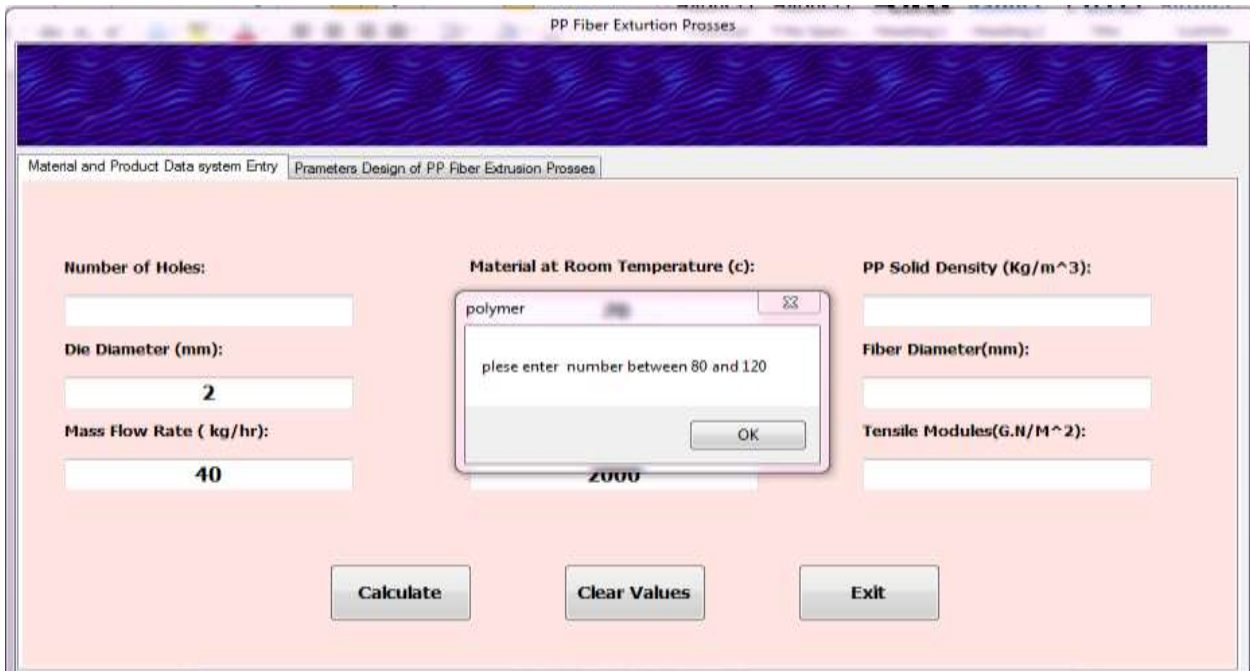 PP Fiber Exturtion Prosses
Material and Product Data system Entry
Prameters Design of PP Fiber Extrusion Prosses
Number of Holes:
Material at Room Temperature (c):
PP Solid Density (Kg/m^3):
polymer
Die Diameter (mm):
plese enter number between 80 and 120
Fiber Diameter(mm):
2
Mass Flow Rate ( kg/hr):
OK
Tensile Modules(G.N/M^2):
40
2000
Calculate
Clear Values
Exit